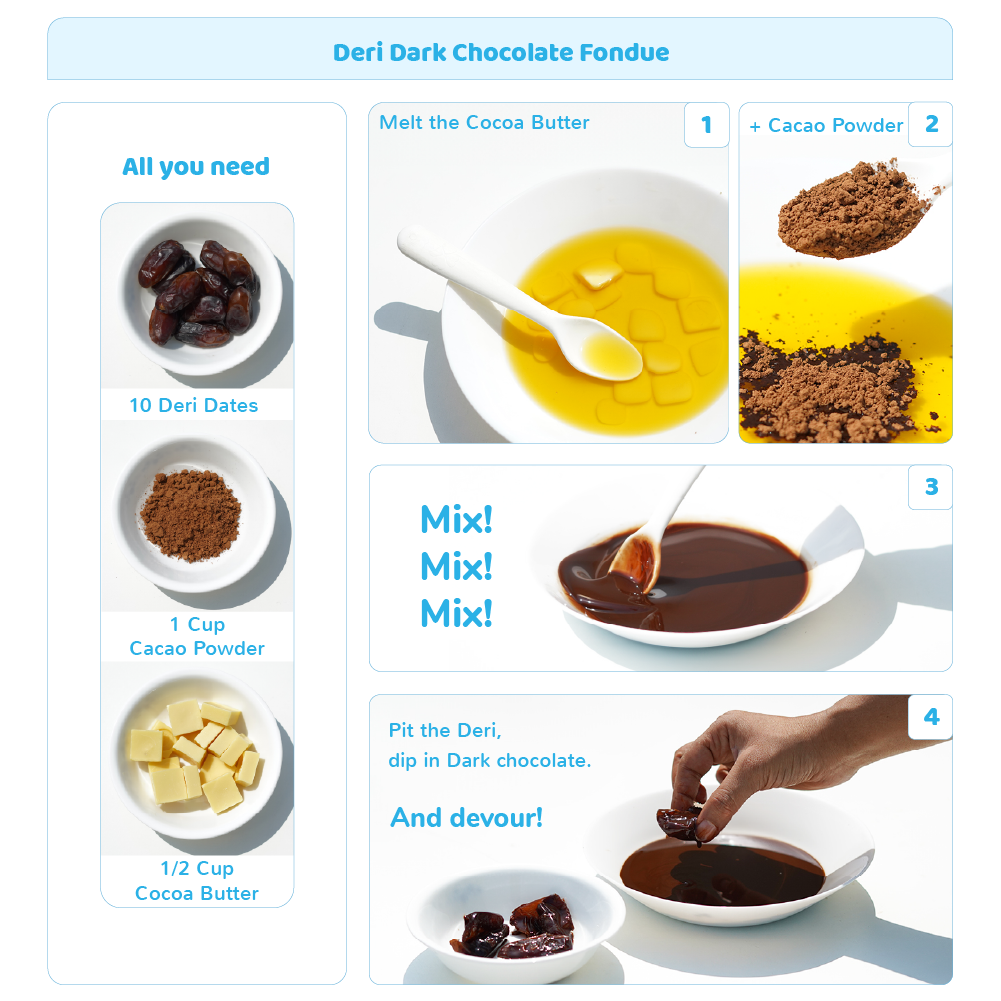 Deri Dark Chocolate Fondue
All you need
10 Deri Dates
1 Cup
Cacao Powder
1/2 Cup
Cocoa Butter
Melt the Cocoa Butter
1
+ Cacao Powder
2
Mix!
Mix!
Mix!
3
Pit the Deri,
dip in Dark chocolate.
And devour!
4